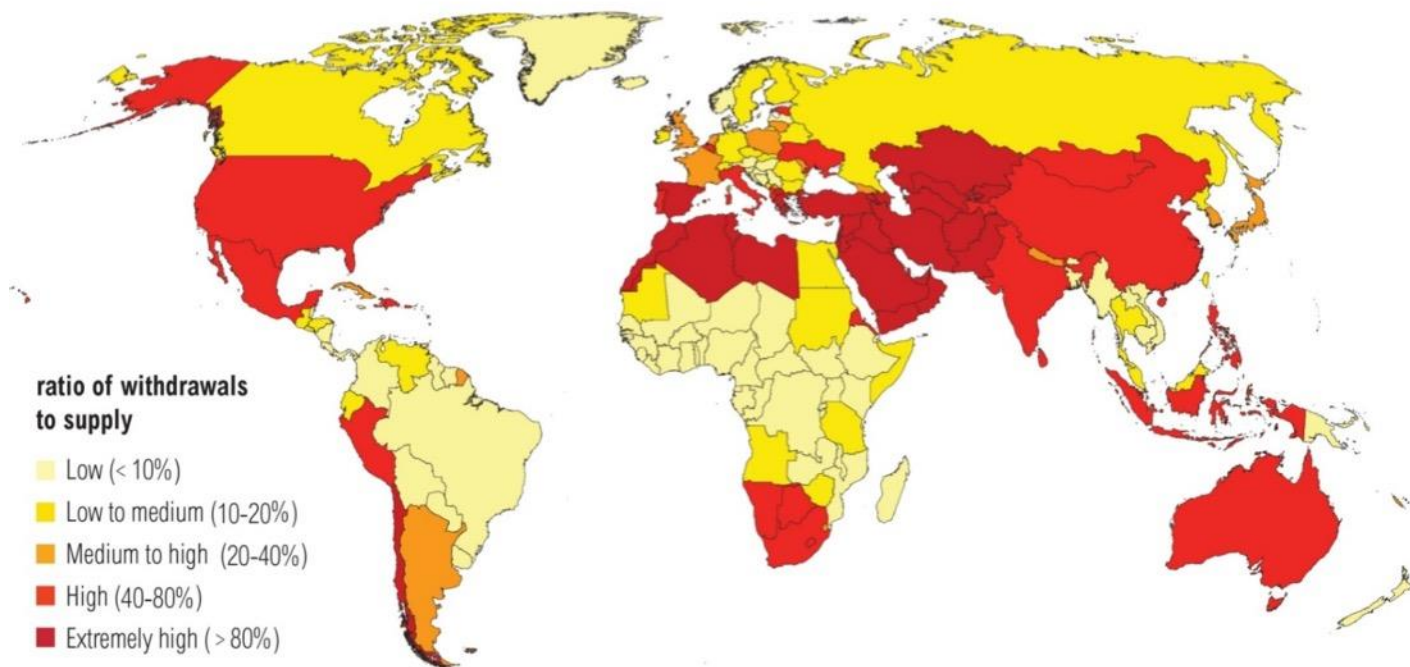 ratio of withdrawals
to supply
Low (< 10%)
Low to medium (10-20%)
Medium to high (20-40%)
High (40-80%)
Extremely high (> 80%)